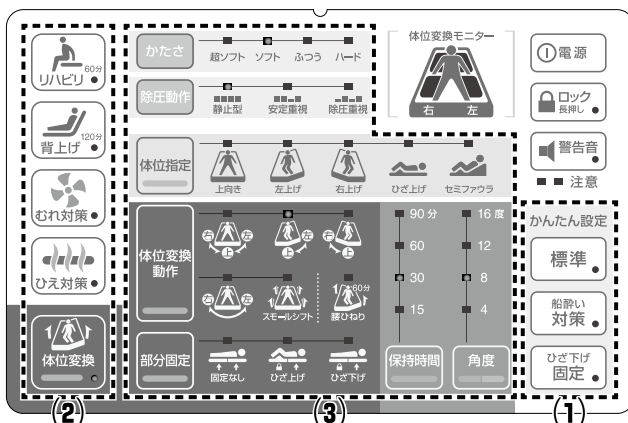 リハビリ
60分
背上げ
120分
むれ対策
ひえ対策
体位変換
(2)
かたさ
超ソフト ソフト ふつう ハード
除圧動作
静止型 安定重視 除圧重視
体位指定
上向き 左上げ 右上げ ひざ上げ セミファウラ
体位変換
動作
右 左 上
右 左 上
右 左 上
右 左
スモールシフト
60分
腰ひねり
部分固定
固定なし ひざ上げ ひざ下げ
90分
60
30
15
保持時間
16度
12
8
4
角度
(3)
体位変換モニター
右 左
電源
ロック
長押し
警告音
注意
かんたん設定
標準
船酔い
対策
ひざ下げ
固定
(1)